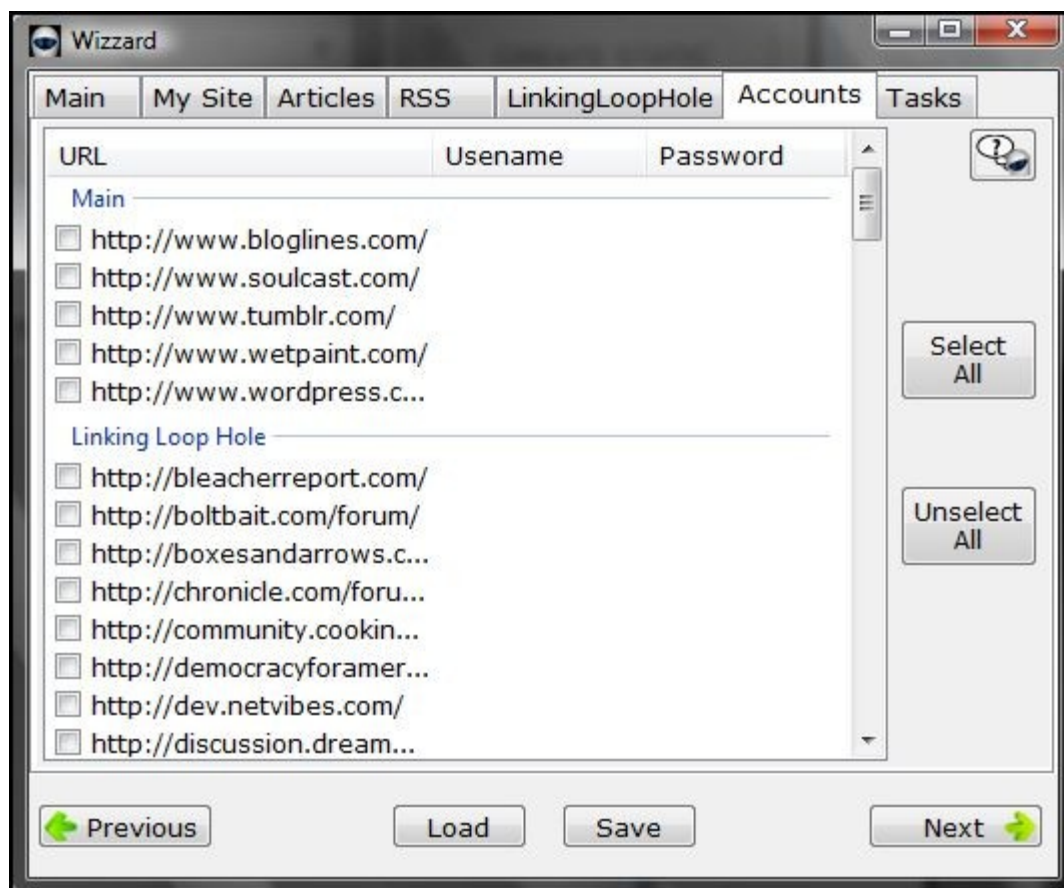 Wizzard
Main My Site Articles RSS LinkingLoopHole Accounts Tasks
URL Usename Password
Main
http://www.bloglines.com/
http://www.soulcast.com/
http://www.tumblr.com/
http://www.wetpaint.com/
http://www.wordpress.c...
Linking Loop Hole
http://bleacherreport.com/
http://boltbait.com/forum/
http://boxesandarrows.c...
http://chronicle.com/foru...
http://community.cookin...
http://democracyforamer...
http://dev.netvibes.com/
http://discussion.dream...
Select
All
Unselect
All
Previous Load Save Next